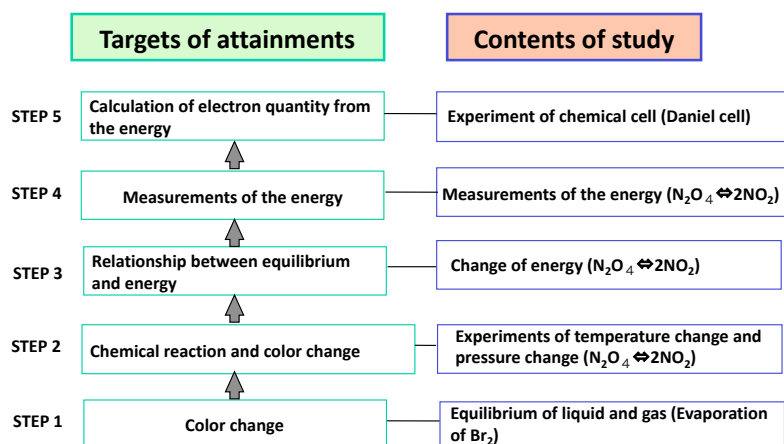 Targets of attainments
Contents of study
STEP 5
Calculation of electron quantity from
the energy
Experiment of chemical cell (Daniel cell)
STEP 4
Measurements of the energy
Measurements of the energy (N₂O₄ ⇔2NO₂)
STEP 3
Relationship between equilibrium
and energy
Change of energy (N₂O₄ ⇔2NO₂)
STEP 2
Chemical reaction and color change
Experiments of temperature change and
pressure change (N₂O₄ ⇔2NO₂)
STEP 1
Color change
Equilibrium of liquid and gas (Evaporation
of Br₂)